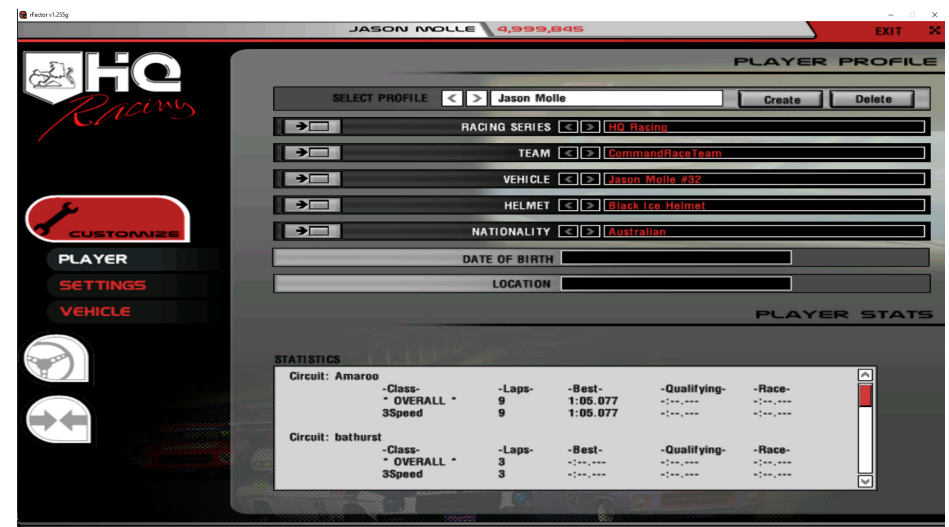 rFactor v1.255g
JASON MOLLE 4,999,845 EXIT
HQ
Racing
PLAYER PROFILE
SELECT PROFILE < > Jason Molle Create Delete
RACING SERIES < > HQ Racing
TEAM < > CommandRaceTeam
VEHICLE < > Jason Molle #32
HELMET < > Black Ice Helmet
NATIONALITY < > Australian
DATE OF BIRTH
LOCATION
CUSTOMIZE
PLAYER
SETTINGS
VEHICLE
PLAYER STATS
STATISTICS
Circuit: Amaroo
-Class- -Laps- -Best- -Qualifying- -Race-
* OVERALL * 9 1:05.077 -:--.--- -:--.---
3Speed 9 1:05.077 -:--.--- -:--.---
Circuit: bathurst
-Class- -Laps- -Best- -Qualifying- -Race-
* OVERALL * 3 -:--.--- -:--.--- -:--.---
3Speed 3 -:--.--- -:--.--- -:--.---